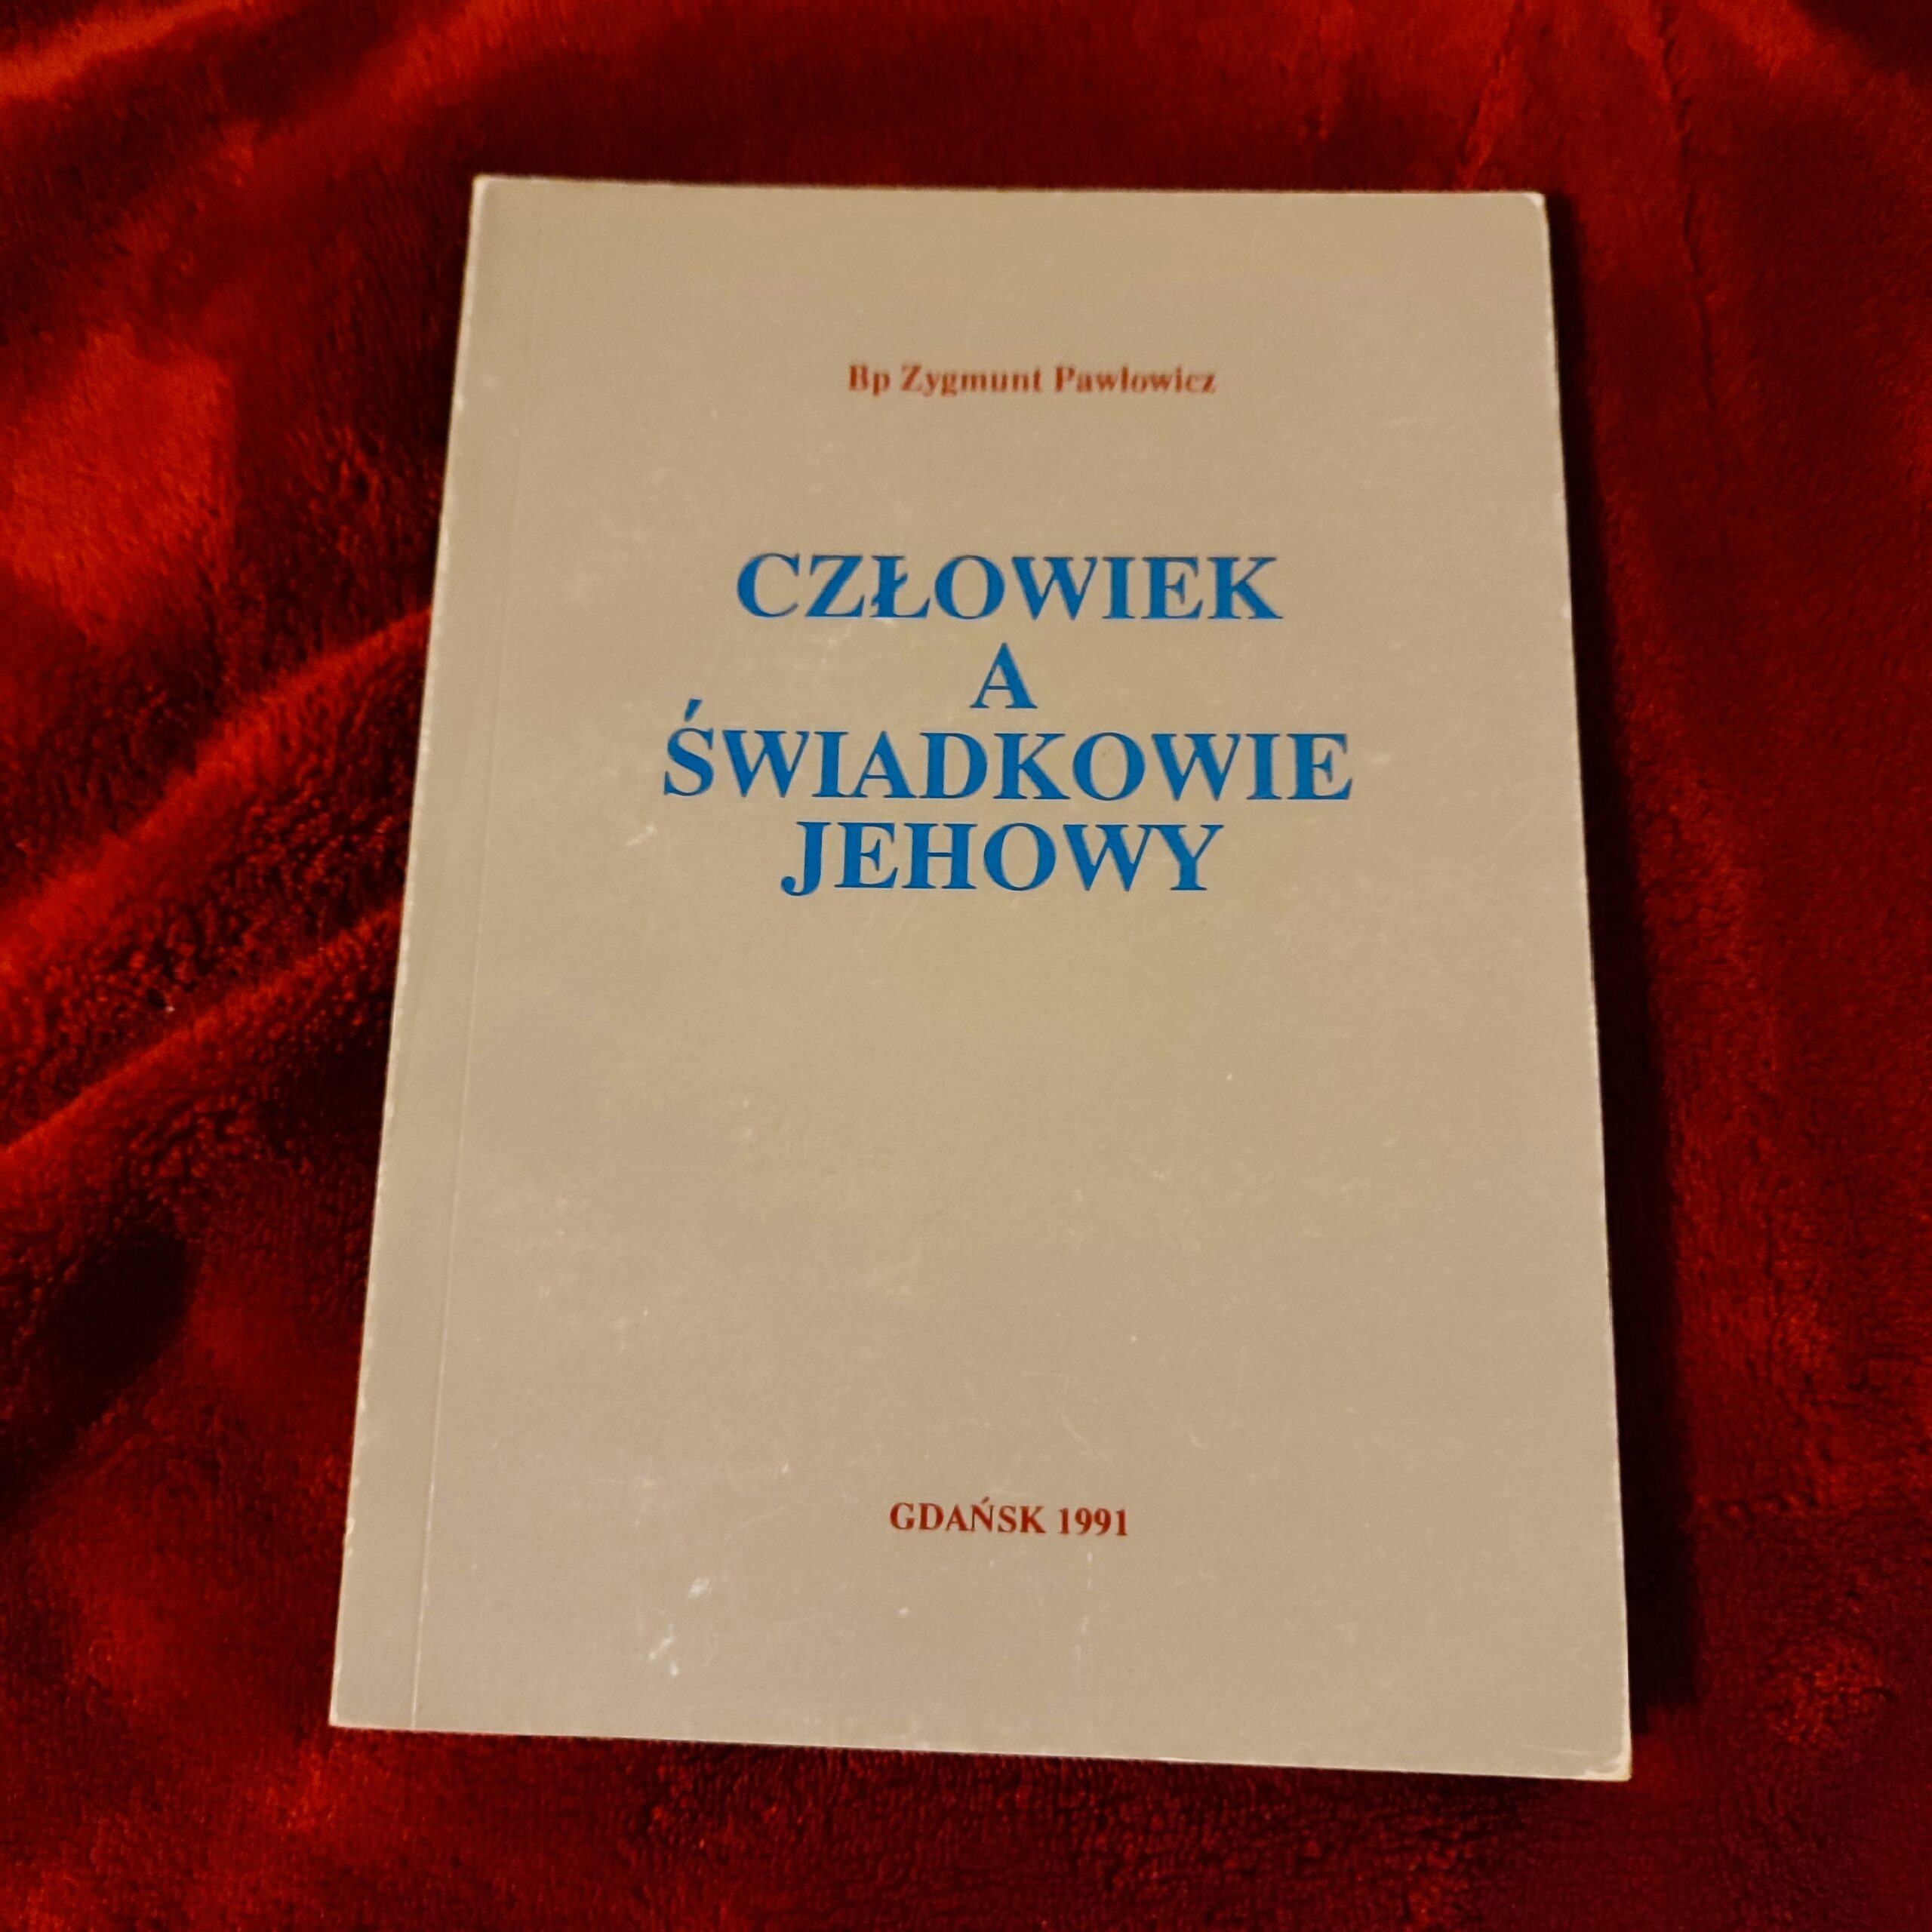 Bp Zygmunt Pawłowicz
CZŁOWIEK
A
ŚWIADKOWIE
JEHOWY
GDAŃSK 1991